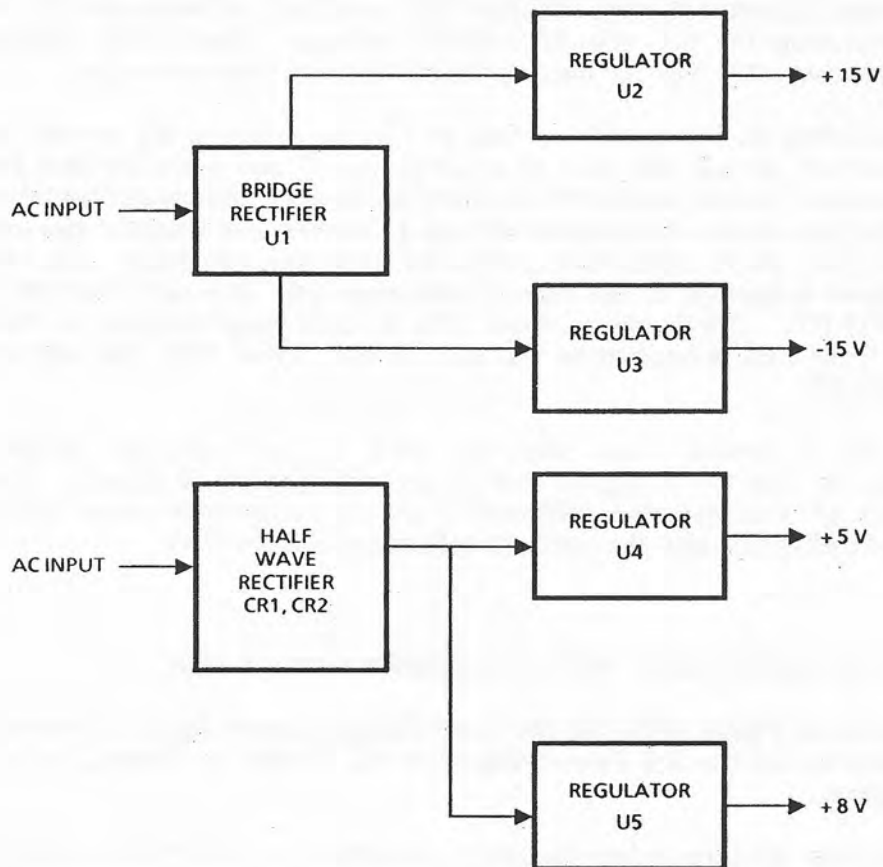 REGULATOR
U2
+ 15 V
BRIDGE
RECTIFIER
U1
AC INPUT
REGULATOR
U3
-15 V
HALF
WAVE
RECTIFIER
CR1, CR2
AC INPUT
REGULATOR
U4
+ 5 V
REGULATOR
U5
+ 8 V